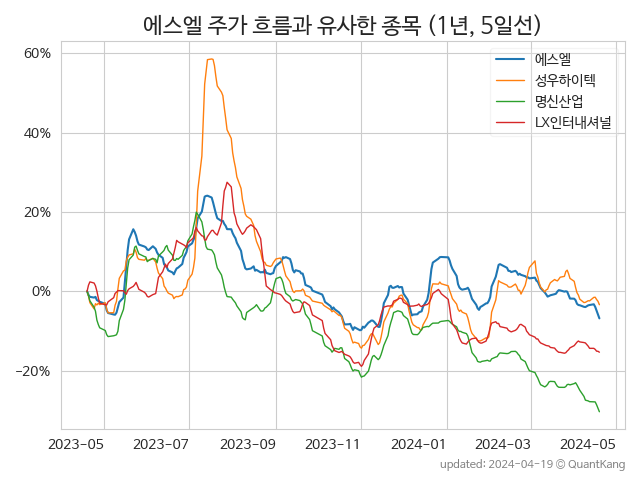 에스엘 주가 흐름과 유사한 종목 (1년, 5일선)
에스엘
성우하이텍
명신산업
LX인터내셔널
60%
40%
20%
0%
−20%
2023-05 2023-07 2023-09 2023-11 2024-01 2024-03 2024-05
updated: 2024-04-19 © QuantKang